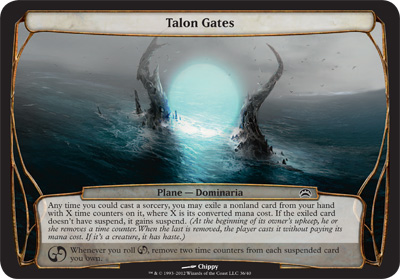 Talon Gates
Plane — Dominaria
Any time you could cast a sorcery, you may exile a nonland card from your hand
with X time counters on it, where X is its converted mana cost. If the exiled card
doesn't have suspend, it gains suspend. (At the beginning of its owner's upkeep, he or
she removes a time counter. When the last is removed, the player casts it without paying its
mana cost. If it's a creature, it has haste.)
Whenever you roll , remove two time counters from each suspended card
you own.
Chippy
™ & © 1993–2012 Wizards of the Coast LLC 36/40